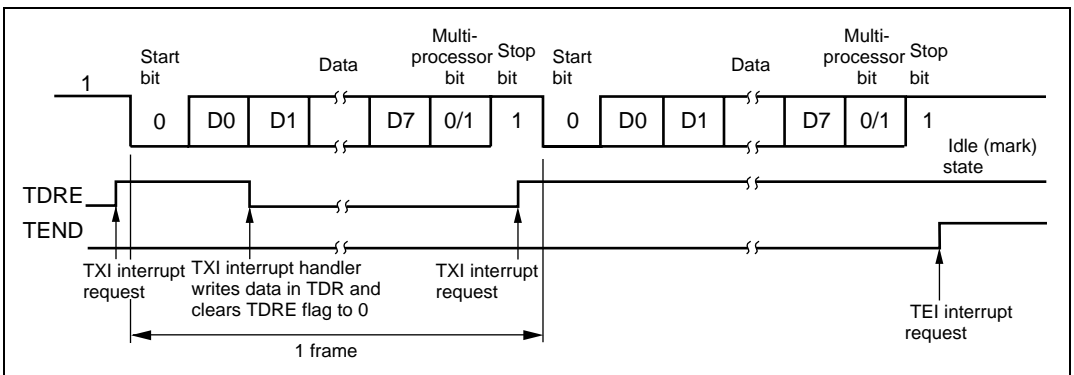 Multi-
processor
bit
Start
bit
Data
Stop
bit
Start
bit
Multi-
processor
bit
Data
Stop
bit
1
0 D0 D1 D7 0/1 1 0 D0 D1 D7 0/1 1
Idle (mark)
state
TDRE
TEND
TXI interrupt
request
TXI interrupt handler
writes data in TDR and
clears TDRE flag to 0
TXI interrupt
request
TEI interrupt
request
1 frame